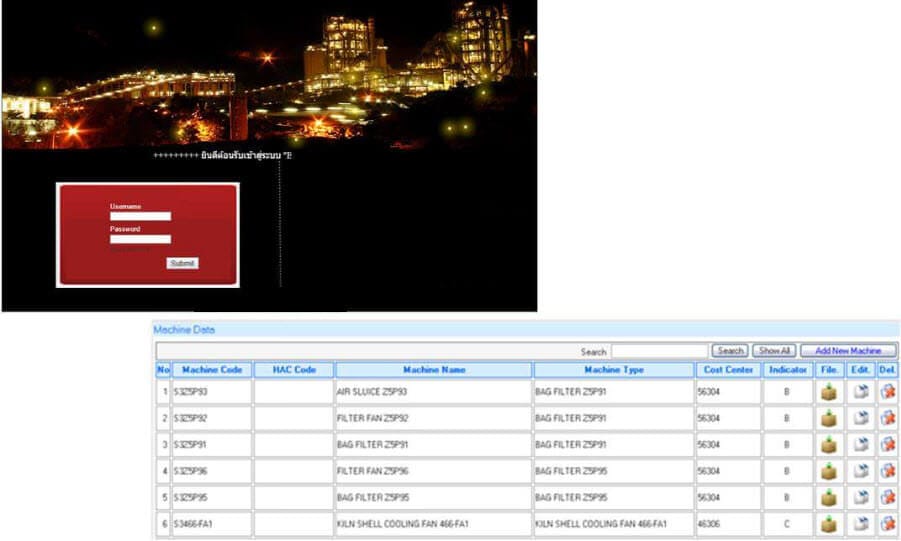 +++++++++ ยินดีต้อนรับเข้าสู่ระบบ "E
Username
Password
Submit
Machine Data
Search Search Show All Add New Machine
No Machine Code HAC Code Machine Name Machine Type Cost Center Indicator File. Edit. Del.
1 S3Z5P93 AIR SLUICE Z5P93 BAG FILTER Z5P91 56304 B
2 S3Z5P92 FILTER FAN Z5P92 BAG FILTER Z5P91 56304 B
3 S3Z5P91 BAG FILTER Z5P91 BAG FILTER Z5P91 56304 B
4 S3Z5P96 FILTER FAN Z5P96 BAG FILTER Z5P95 56304 B
5 S3Z5P95 BAG FILTER Z5P95 BAG FILTER Z5P95 56304 B
6 S3466-FA1 KILN SHELL COOLING FAN 466-FA1 KILN SHELL COOLING FAN 466-FA1 46306 C